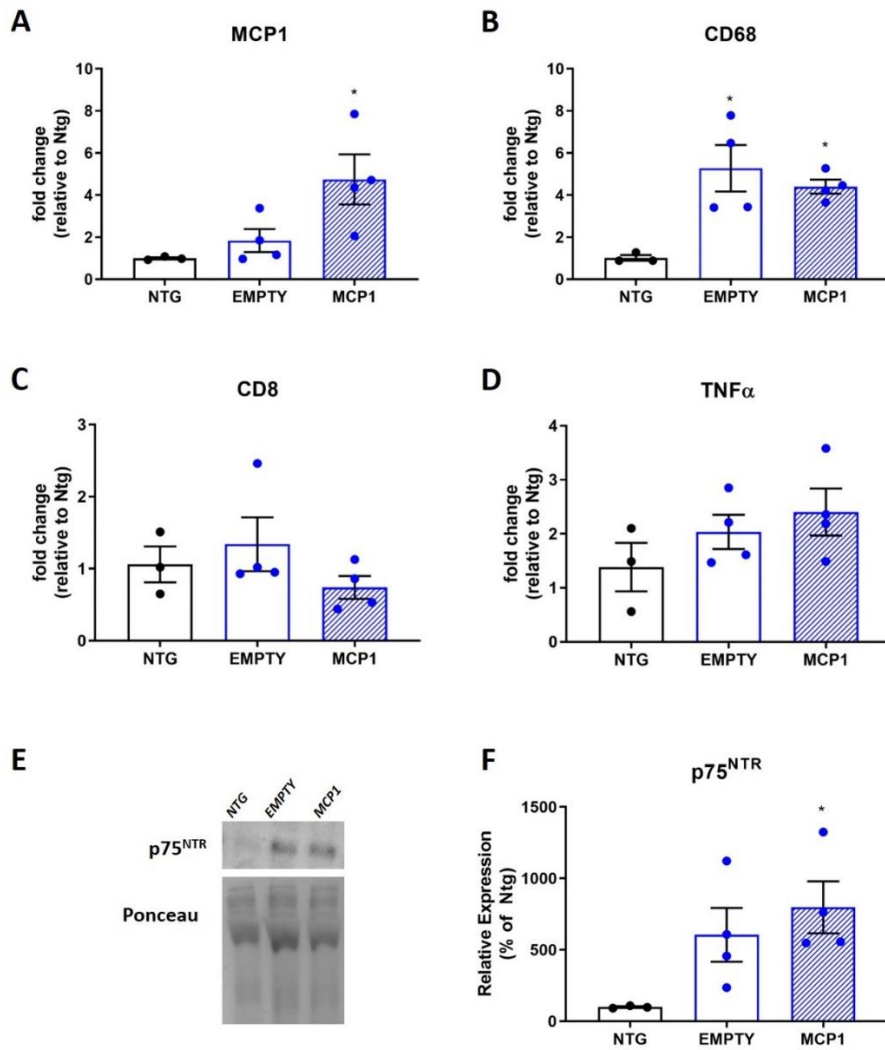 A
MCP1
fold change
(relative to Ntg)
10
8
6
4
2
0
*
NTG EMPTY MCP1
B
CD68
fold change
(relative to Ntg)
10
8
6
4
2
0
*
*
NTG EMPTY MCP1
C
CD8
fold change
(relative to Ntg)
3
2
1
0
NTG EMPTY MCP1
D
TNFα
fold change
(relative to Ntg)
4
3
2
1
0
NTG EMPTY MCP1
E
NTG EMPTY MCP1
p75NTR
Ponceau
F
p75NTR
Relative Expression
(% of Ntg)
1500
1000
500
0
*
NTG EMPTY MCP1